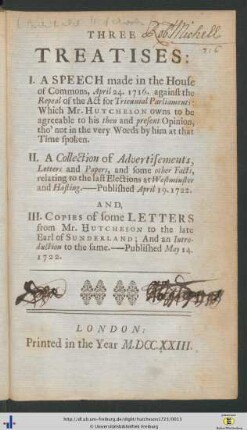 Rob Michell
THREE
316
TREATISES:
I. A SPEECH made in the House
of Commons, April 24. 1716. against the
Repeal of the Act for Triennial Parliaments:
Which Mr. HUTCHESON owns to be
agreeable to his then and present Opinion,
tho' not in the very Words by him at that
Time spoken.
II. A Collection of Advertisements,
Letters and Papers, and some other Facts,
relating to the last Elections at Westminster
and Hasting.—Published April 19. 1722.
AND,
III. COPIES of some LETTERS
from Mr. HUTCHESON to the late
Earl of SUNDERLAND; And an Intro-
duction to the same.—Published May 14.
1722.
LONDON:
Printed in the Year M.DCC.XXIII.
© Universitätsbibliothek Freiberg